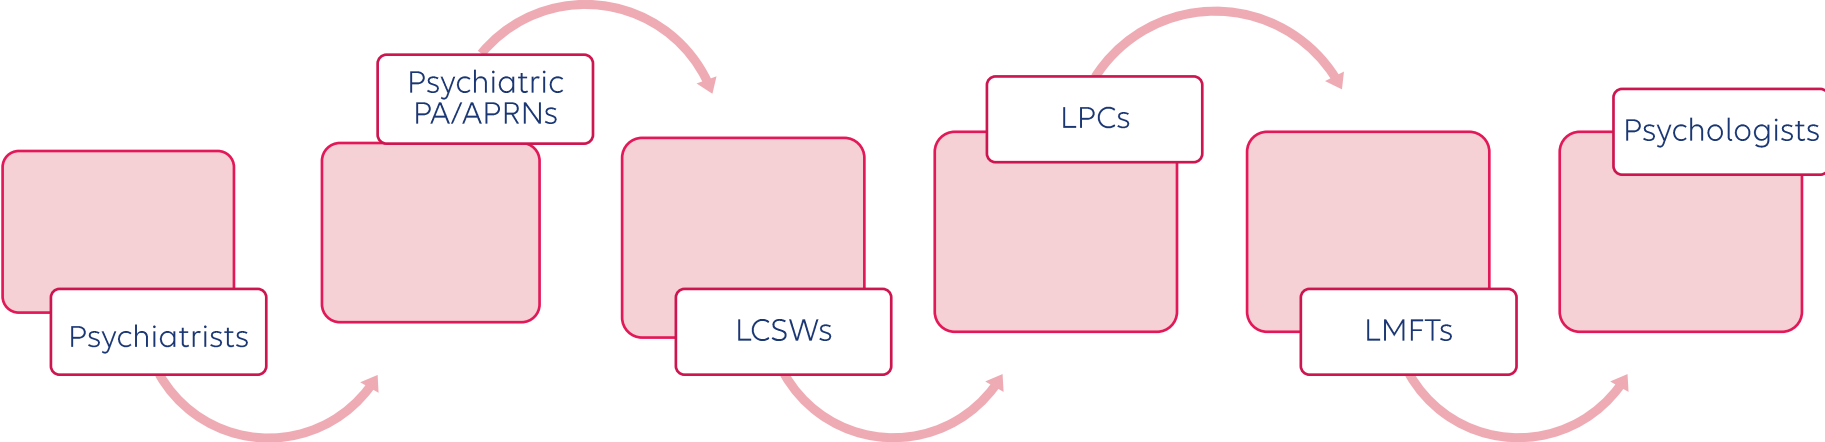 Psychiatrists
Psychiatric
PA/APRNs
LCSWs
LPCs
LMFTs
Psychologists